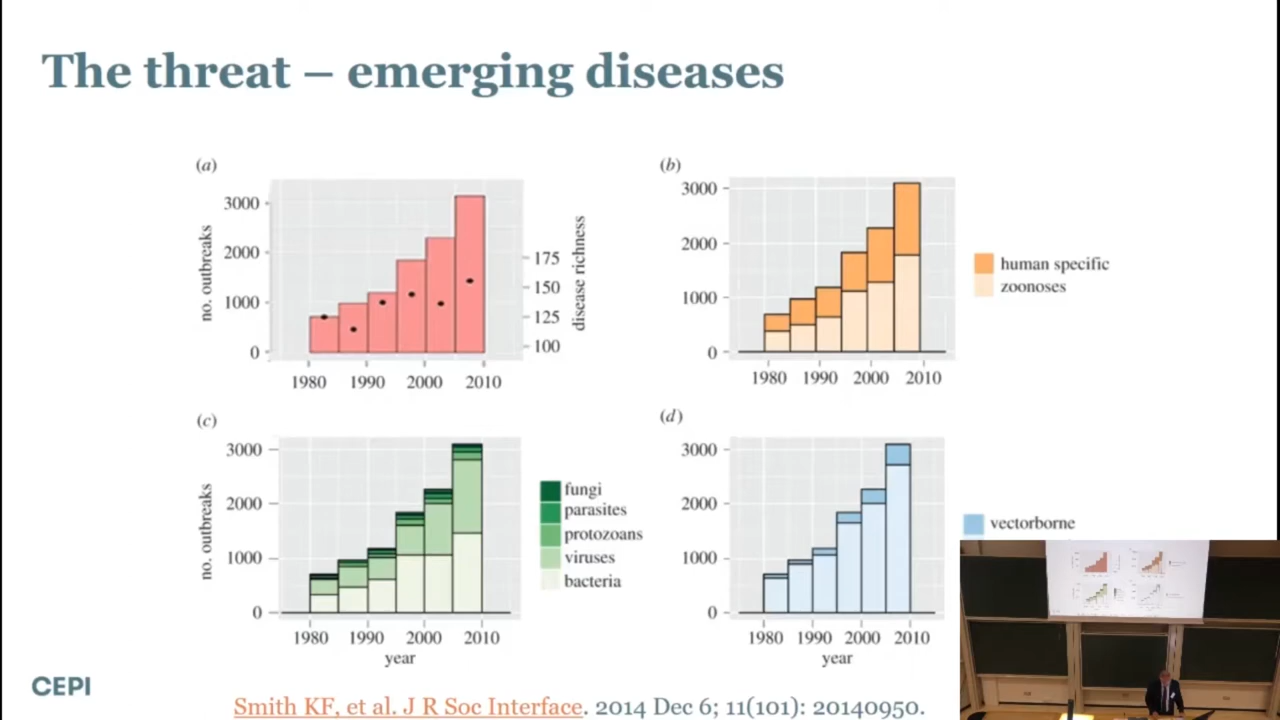 The threat – emerging diseases
(a)
no. outbreaks
3000
2000
1000
0
1980 1990 2000 2010
175
150
125
100
disease richness
(b)
3000
2000
1000
0
1980 1990 2000 2010
human specific
zoonoses
(c)
no. outbreaks
3000
2000
1000
0
1980 1990 2000 2010
year
fungi
parasites
protozoans
viruses
bacteria
(d)
3000
2000
1000
0
1980 1990 2000 2010
year
vectorborne
CEPI
Smith KF, et al. J R Soc Interface. 2014 Dec 6; 11(101): 20140950.